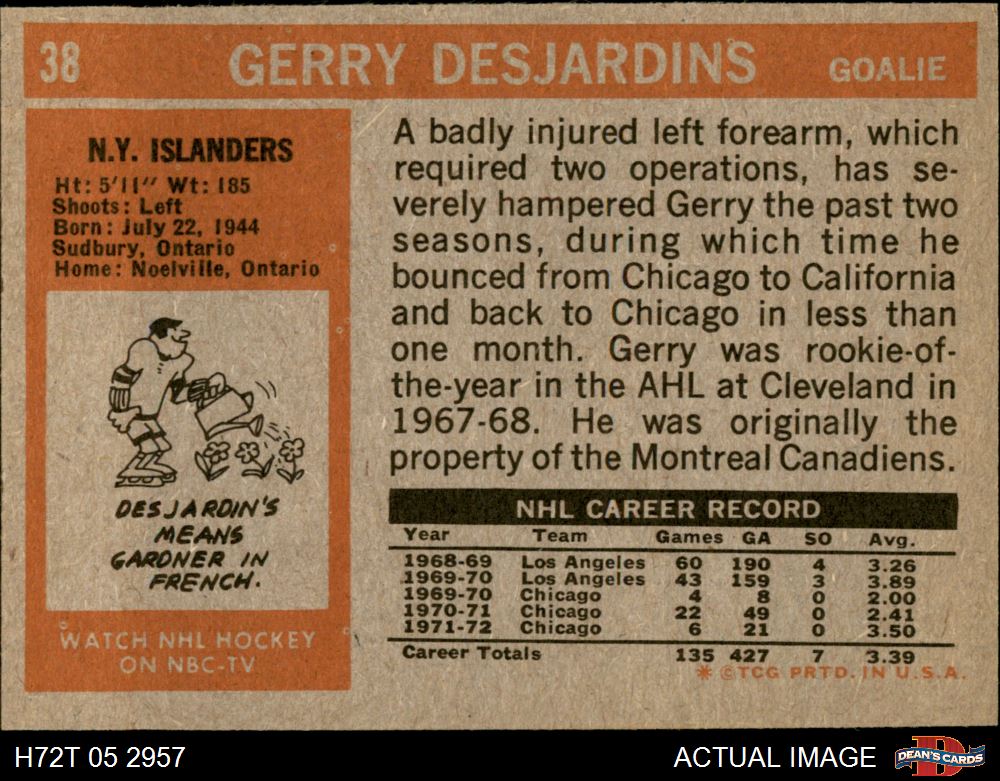 38 GERRY DESJARDINS GOALIE
N.Y. ISLANDERS
Ht: 5'11" Wt: 185
Shoots: Left
Born: July 22, 1944
Sudbury, Ontario
Home: Noelville, Ontario
DESJARDIN'S
MEANS
GARDNER IN
FRENCH.
WATCH NHL HOCKEY
ON NBC-TV
A badly injured left forearm, which
required two operations, has se-
verely hampered Gerry the past two
seasons, during which time he
bounced from Chicago to California
and back to Chicago in less than
one month. Gerry was rookie-of-
the-year in the AHL at Cleveland in
1967-68. He was originally the
property of the Montreal Canadiens.
NHL CAREER RECORD
Year Team Games GA SO Avg.
1968-69 Los Angeles 60 190 4 3.26
1969-70 Los Angeles 43 159 3 3.89
1969-70 Chicago 4 8 0 2.00
1970-71 Chicago 22 49 0 2.41
1971-72 Chicago 6 21 0 3.50
Career Totals 135 427 7 3.39
* ©TCG PRTD. IN U.S.A.
H72T 05 2957 ACTUAL IMAGE DEAN'S CARDS